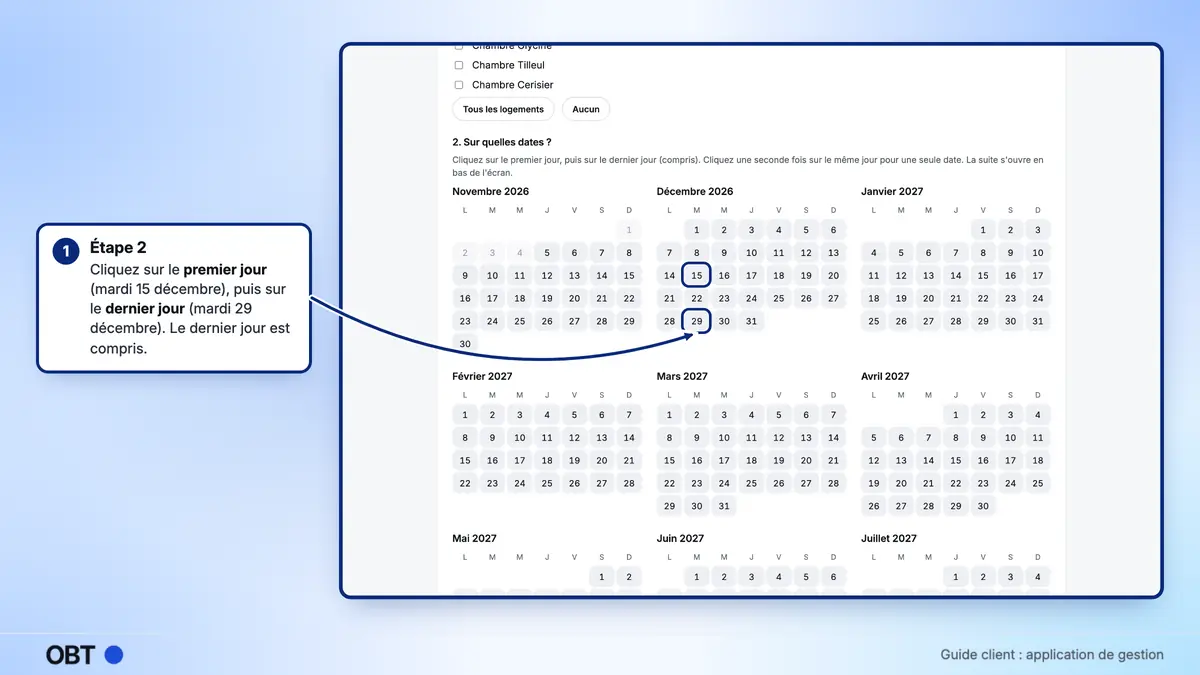 1
Étape 2
Cliquez sur le premier jour
(mardi 15 décembre), puis sur
le dernier jour (mardi 29
décembre). Le dernier jour est
compris.
Chambre Glycine
Chambre Tilleul
Chambre Cerisier
Tous les logements Aucun
2. Sur quelles dates ?
Cliquez sur le premier jour, puis sur le dernier jour (compris). Cliquez une seconde fois sur le même jour pour une seule date. La suite s'ouvre en
bas de l'écran.
Novembre 2026
L M M J V S D
1
2 3 4 5 6 7 8
9 10 11 12 13 14 15
16 17 18 19 20 21 22
23 24 25 26 27 28 29
30
Décembre 2026
L M M J V S D
1 2 3 4 5 6
7 8 9 10 11 12 13
14 15 16 17 18 19 20
21 22 23 24 25 26 27
28 29 30 31
Janvier 2027
L M M J V S D
1 2 3
4 5 6 7 8 9 10
11 12 13 14 15 16 17
18 19 20 21 22 23 24
25 26 27 28 29 30 31
Février 2027
L M M J V S D
1 2 3 4 5 6 7
8 9 10 11 12 13 14
15 16 17 18 19 20 21
22 23 24 25 26 27 28
Mars 2027
L M M J V S D
1 2 3 4 5 6 7
8 9 10 11 12 13 14
15 16 17 18 19 20 21
22 23 24 25 26 27 28
29 30 31
Avril 2027
L M M J V S D
1 2 3 4
5 6 7 8 9 10 11
12 13 14 15 16 17 18
19 20 21 22 23 24 25
26 27 28 29 30
Mai 2027
L M M J V S D
1 2
Juin 2027
L M M J V S D
1 2 3 4 5 6
Juillet 2027
L M M J V S D
1 2 3 4
OBT
Guide client : application de gestion